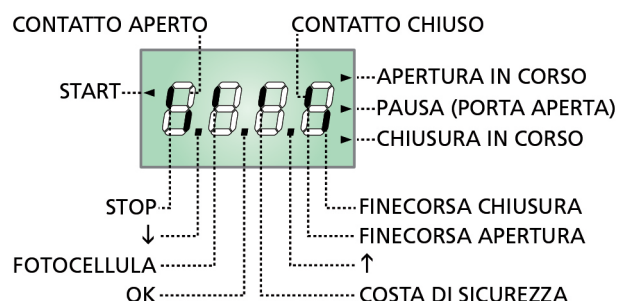 CONTATTO APERTO
CONTATTO CHIUSO
START
APERTURA IN CORSO
PAUSA (PORTA APERTA)
CHIUSURA IN CORSO
STOP
↓
FOTOCELLULA
OK
FINECORSA CHIUSURA
FINECORSA APERTURA
↑
COSTA DI SICUREZZA